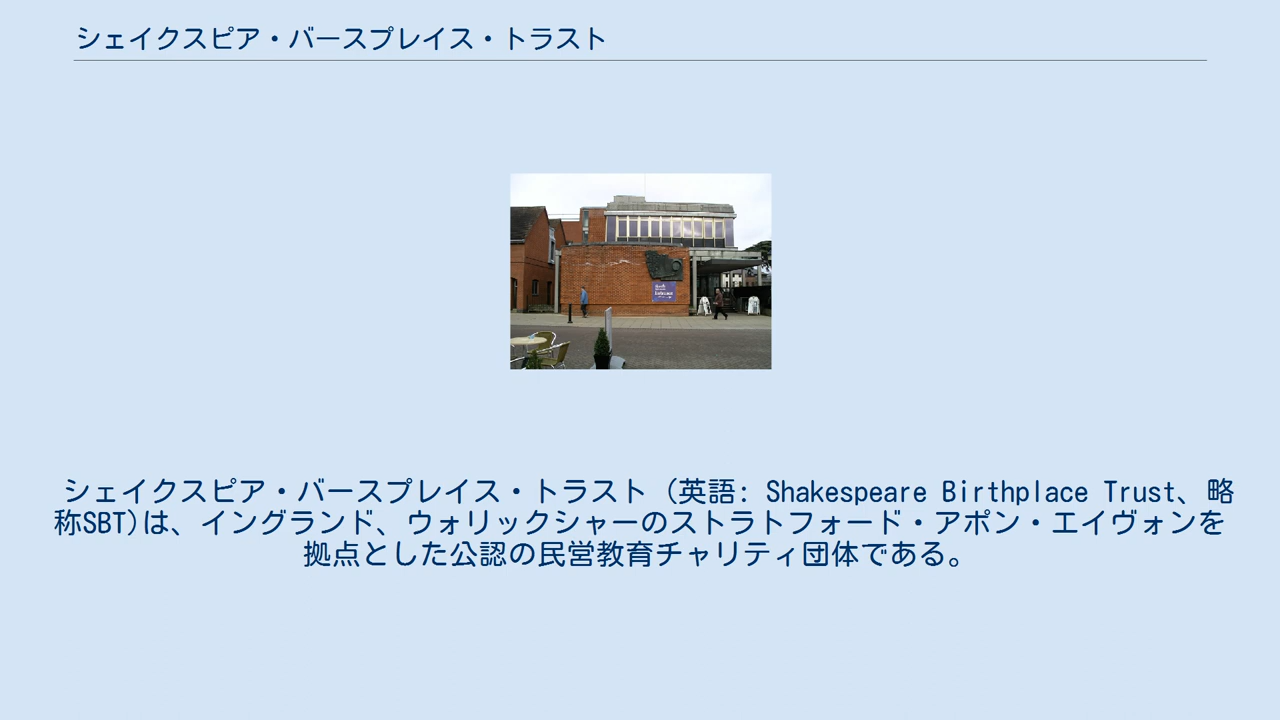 シェイクスピア・バースプレイス・トラスト
シェイクスピア・バースプレイス・トラスト（英語: Shakespeare Birthplace Trust、略
称SBT)は、イングランド、ウォリックシャーのストラトフォード・アポン・エイヴォンを
拠点とした公認の民営教育チャリティ団体である。